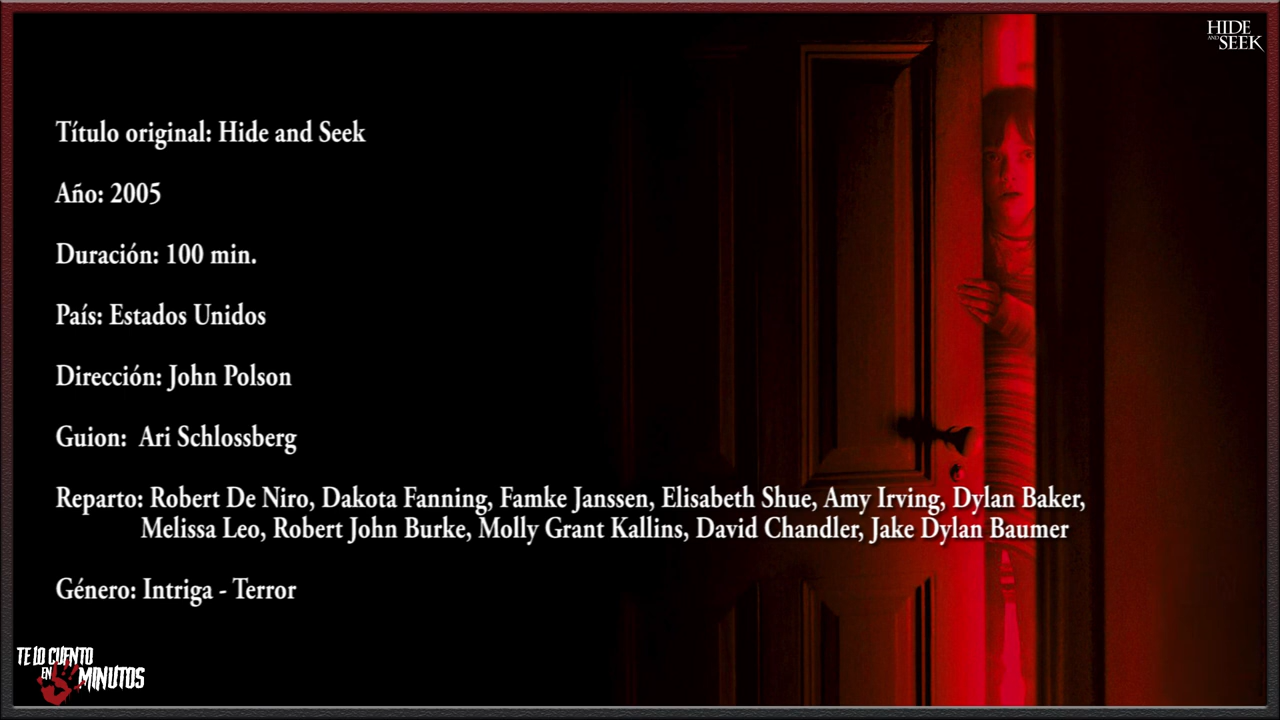 HIDE
AND
SEEK
Título original: Hide and Seek
Año: 2005
Duración: 100 min.
País: Estados Unidos
Dirección: John Polson
Guion: Ari Schlossberg
Reparto: Robert De Niro, Dakota Fanning, Famke Janssen, Elisabeth Shue, Amy Irving, Dylan Baker,
Melissa Leo, Robert John Burke, Molly Grant Kallins, David Chandler, Jake Dylan Baumer
Género: Intriga - Terror
TE LO CUENTO
EN MINUTOS